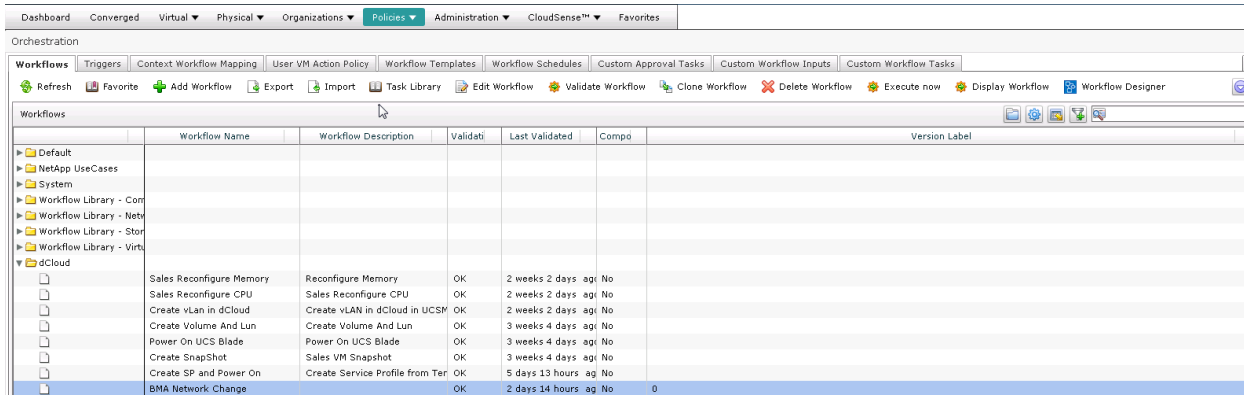 Dashboard Converged Virtual ▼ Physical ▼ Organizations ▼ Policies ▼ Administration ▼ CloudSense™ ▼ Favorites
Orchestration
Workflows Triggers Context Workflow Mapping User VM Action Policy Workflow Templates Workflow Schedules Custom Approval Tasks Custom Workflow Inputs Custom Workflow Tasks
Refresh Favorite Add Workflow Export Import Task Library Edit Workflow Validate Workflow Clone Workflow Delete Workflow Execute now Display Workflow Workflow Designer
Workflows
Workflow Name Workflow Description Validati Last Validated Compo Version Label
Default
NetApp UseCases
System
Workflow Library - Com
Workflow Library - Netw
Workflow Library - Stor
Workflow Library - Virtu
dCloud
Sales Reconfigure Memory Reconfigure Memory OK 2 weeks 2 days ago No
Sales Reconfigure CPU Sales Reconfigure CPU OK 2 weeks 2 days ago No
Create vLan in dCloud Create vLAN in dCloud in UCSM OK 2 weeks 2 days ago No
Create Volume And Lun Create Volume And Lun OK 3 weeks 4 days ago No
Power On UCS Blade Power On UCS Blade OK 3 weeks 4 days ago No
Create SnapShot Sales VM Snapshot OK 3 weeks 4 days ago No
Create SP and Power On Create Service Profile from Ter OK 5 days 13 hours ag No
BMA Network Change OK 2 days 14 hours ag No 0